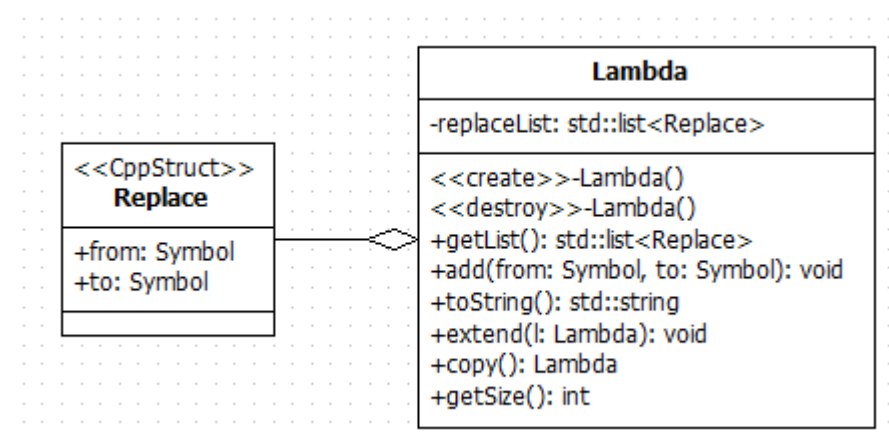 <<CppStruct>>
Replace
+from: Symbol
+to: Symbol
Lambda
-replaceList: std::list<Replace>
<<create>>-Lambda()
<<destroy>>-Lambda()
+getList(): std::list<Replace>
+add(from: Symbol, to: Symbol): void
+toString(): std::string
+extend(l: Lambda): void
+copy(): Lambda
+getSize(): int